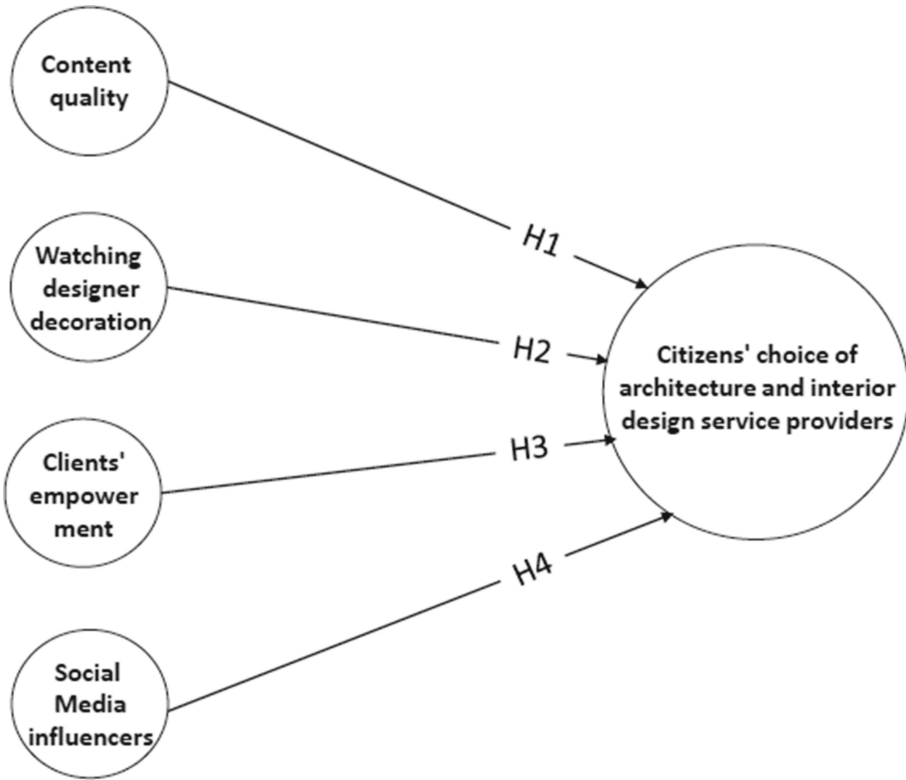 Content
quality
H1
Watching
designer
decoration
H2
Citizens' choice of
architecture and interior
design service providers
Clients'
empower
ment
H3
H4
Social
Media
influencers